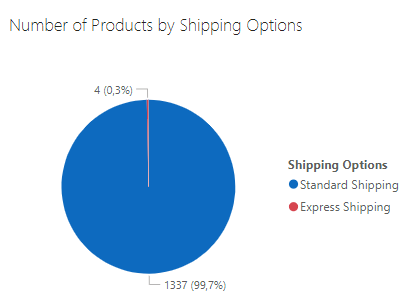 Number of Products by Shipping Options
4 (0,3%)
Shipping Options
Standard Shipping
Express Shipping
1337 (99,7%)